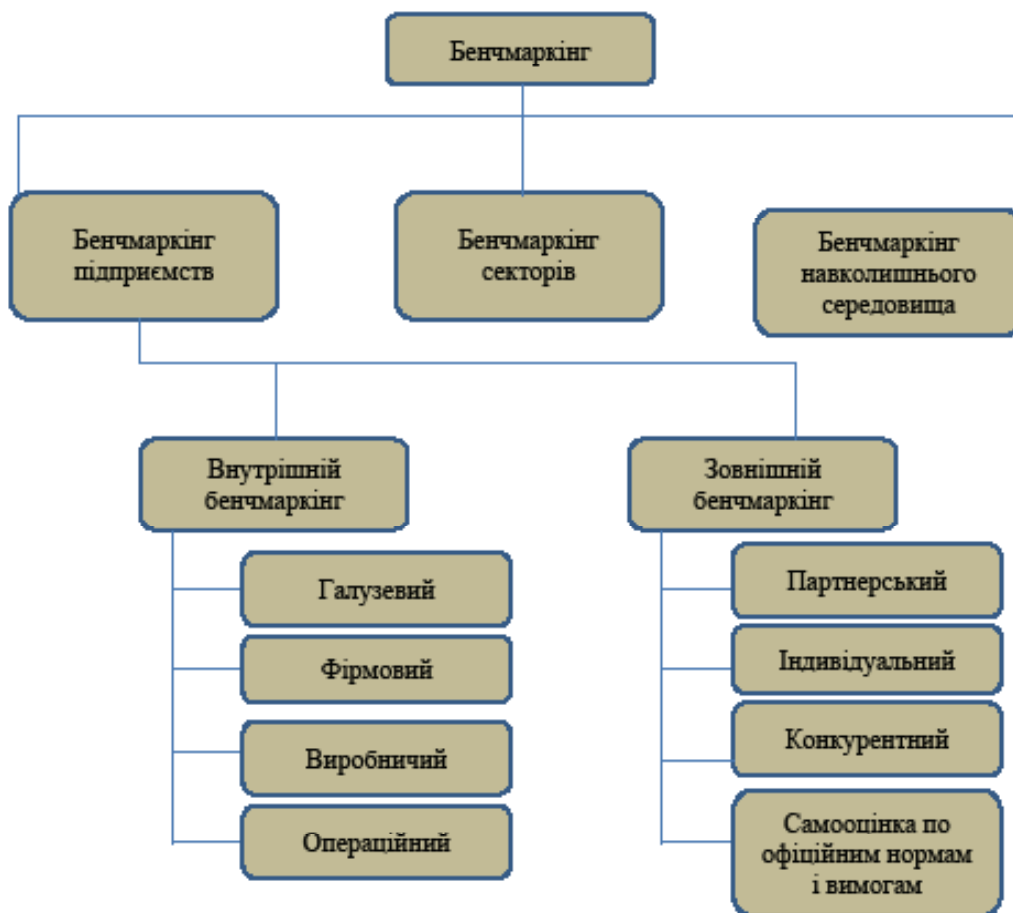 Бенчмаркінг
Бенчмаркінг
підприємств
Бенчмаркінг
секторів
Бенчмаркінг
навколишнього
середовища
Внутрішній
бенчмаркінг
Зовнішній
бенчмаркінг
Галузевий
Фірмовий
Виробничий
Операційний
Партнерський
Індивідуальний
Конкурентний
Самооцінка по
офіційним нормам
і вимогам